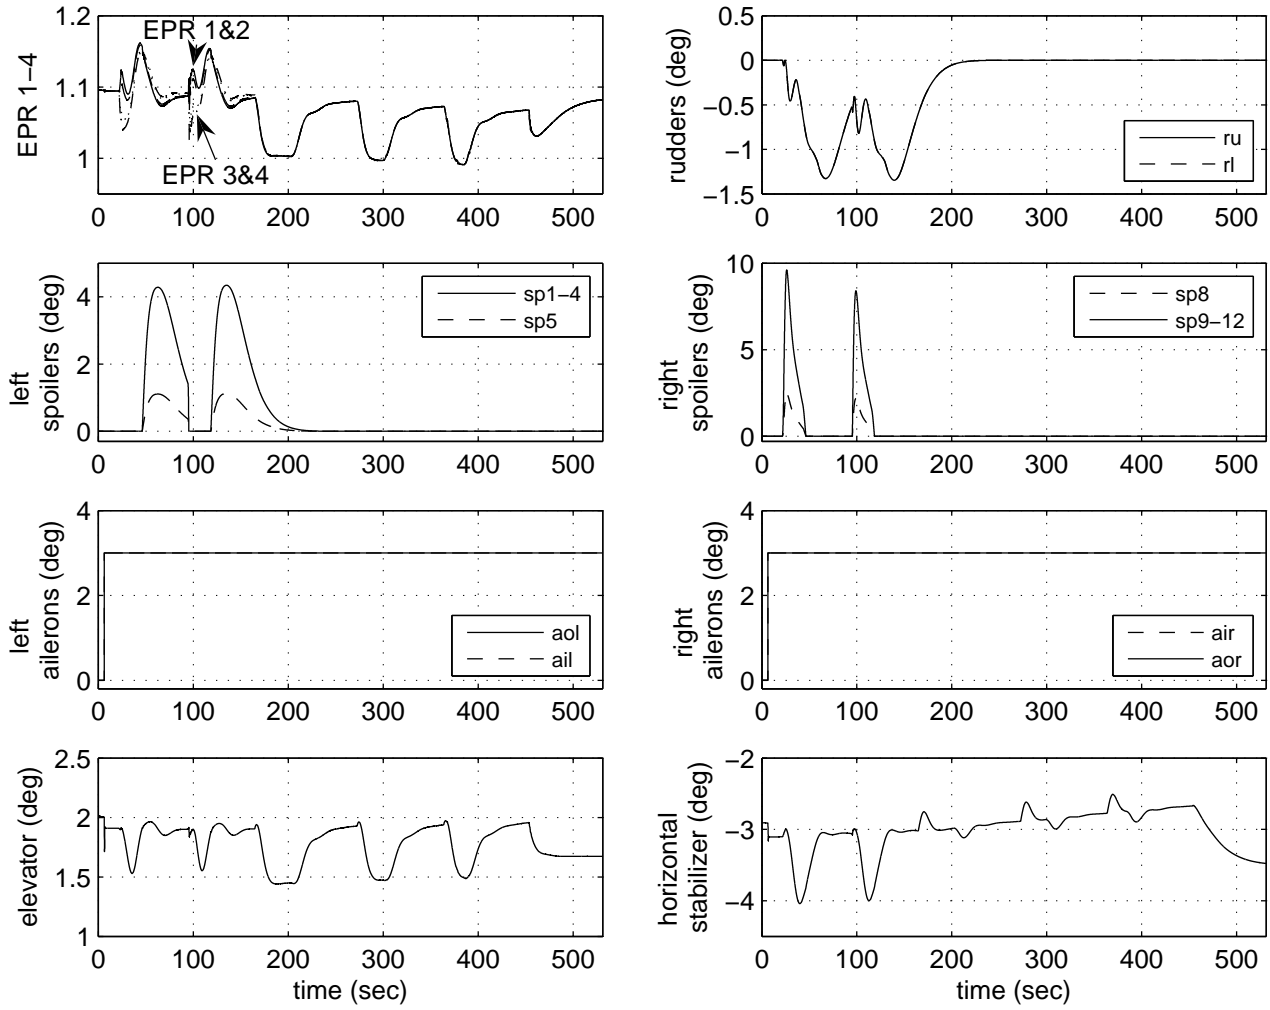 1.2
1.1
1
EPR 1−4
EPR 1&2
EPR 3&4
0 100 200 300 400 500
0.5
0
−0.5
−1
−1.5
rudders (deg)
ru
rl
0 100 200 300 400 500
4
2
0
left
spoilers (deg)
sp1−4
sp5
0 100 200 300 400 500
10
5
0
right
spoilers (deg)
sp8
sp9−12
0 100 200 300 400 500
4
2
0
left
ailerons (deg)
aol
ail
0 100 200 300 400 500
4
2
0
right
ailerons (deg)
air
aor
0 100 200 300 400 500
2.5
2
1.5
1
elevator (deg)
0 100 200 300 400 500
time (sec)
−2
−3
−4
horizontal
stabilizer (deg)
0 100 200 300 400 500
time (sec)